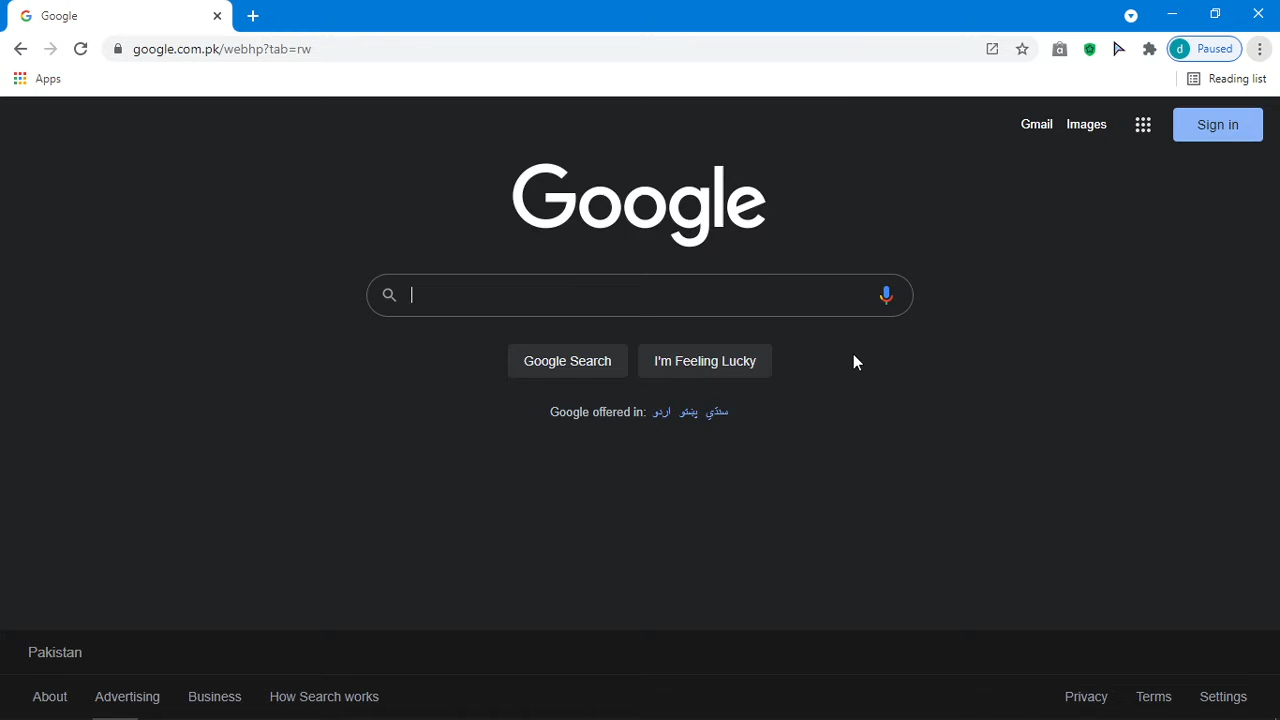 Google
google.com.pk/webhp?tab=rw
a
d Paused
Apps
Reading list
Gmail Images
Sign in
Google
Google Search
I'm Feeling Lucky
Google offered in: اردو پښتو سنڌي
Pakistan
About Advertising Business How Search works
Privacy Terms Settings